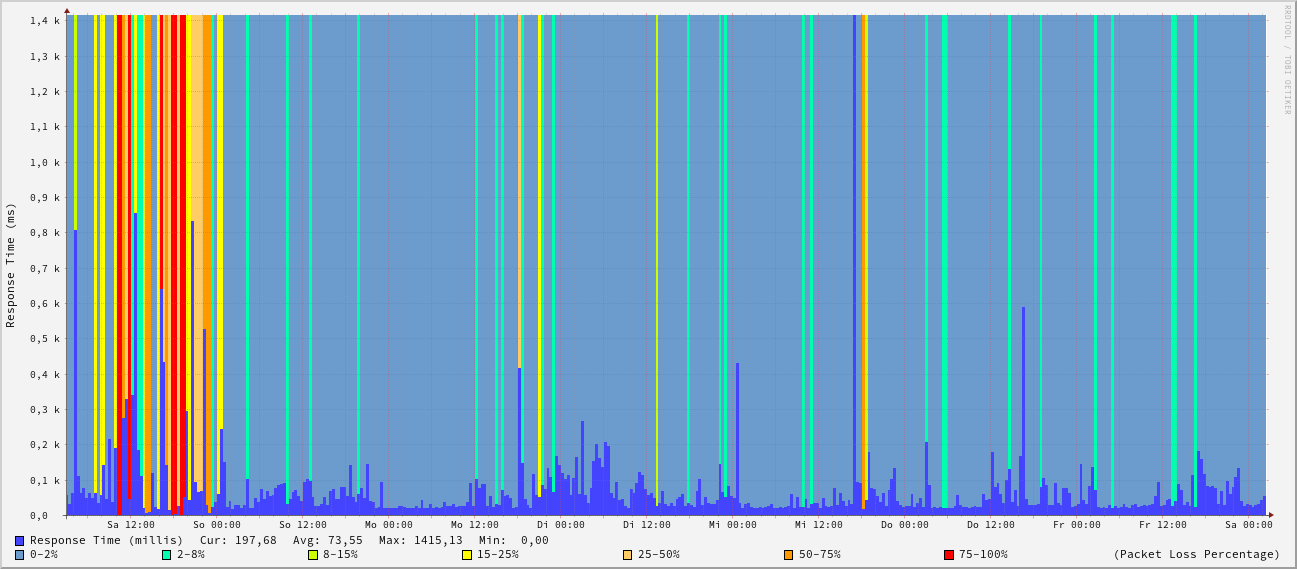 RRDTOOL / TOBI OETIKER
Response Time (ms)
1,4 k
1,3 k
1,2 k
1,1 k
1,0 k
0,9 k
0,8 k
0,7 k
0,6 k
0,5 k
0,4 k
0,3 k
0,2 k
0,1 k
0,0
Sa 12:00 So 00:00 So 12:00 Mo 00:00 Mo 12:00 Di 00:00 Di 12:00 Mi 00:00 Mi 12:00 Do 00:00 Do 12:00 Fr 00:00 Fr 12:00 Sa 00:00
Response Time (millis) Cur: 197,68 Avg: 73,55 Max: 1415,13 Min: 0,00
0-2% 2-8% 8-15% 15-25% 25-50% 50-75% 75-100% (Packet Loss Percentage)